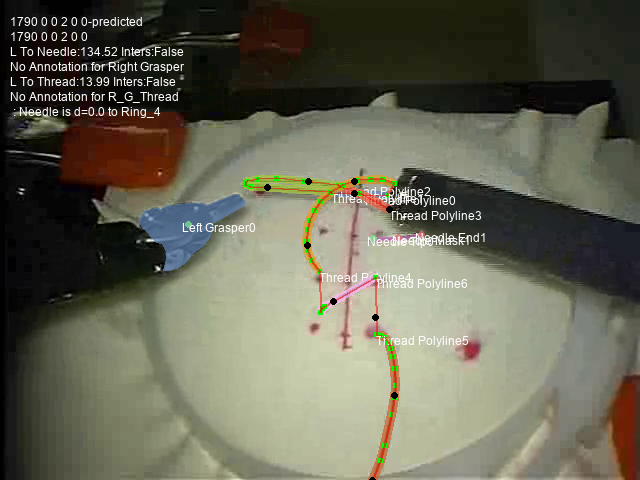 1790 0 0 2 0 0-predicted
1790 0 0 2 0 0
L To Needle:134.52 Inters:False
No Annotation for Right Grasper
L To Thread:13.99 Inters:False
No Annotation for R_G_Thread
: Needle is d=0.0 to Ring_4
Polyline2
Polyline0
Thread Polyline3
Left Grasper0
Needle End1
Thread Polyline4
Thread Polyline6
Thread Polyline5